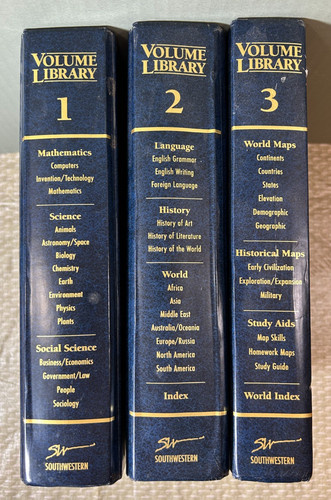 VOLUME
LIBRARY
1
Mathematics
Computers
Invention/Technology
Mathematics
Science
Animals
Astronomy/Space
Biology
Chemistry
Earth
Environment
Physics
Plants
Social Science
Business/Economics
Government/Law
People
Sociology
SW
SOUTHWESTERN
VOLUME
LIBRARY
2
Language
English Grammar
English Writing
Foreign Language
History
History of Art
History of Literature
History of the World
World
Africa
Asia
Middle East
Australia/Oceania
Europe/Russia
North America
South America
Index
SW
SOUTHWESTERN
VOLUME
LIBRARY
3
World Maps
Continents
Countries
States
Elevation
Demographic
Geographic
Historical Maps
Early Civilization
Exploration/Expansion
Military
Study Aids
Map Skills
Homework Maps
Study Guide
World Index
SW
SOUTHWESTERN